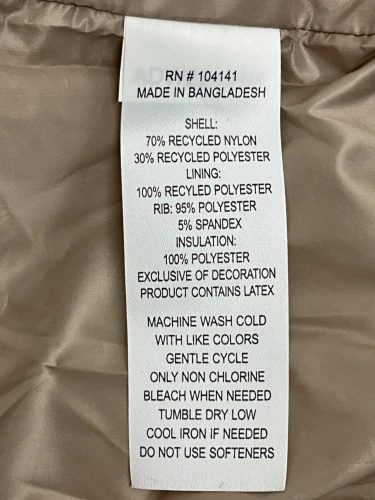 RN # 104141
MADE IN BANGLADESH
SHELL:
70% RECYCLED NYLON
30% RECYCLED POLYESTER
LINING:
100% RECYLED POLYESTER
RIB: 95% POLYESTER
5% SPANDEX
INSULATION:
100% POLYESTER
EXCLUSIVE OF DECORATION
PRODUCT CONTAINS LATEX
MACHINE WASH COLD
WITH LIKE COLORS
GENTLE CYCLE
ONLY NON CHLORINE
BLEACH WHEN NEEDED
TUMBLE DRY LOW
COOL IRON IF NEEDED
DO NOT USE SOFTENERS